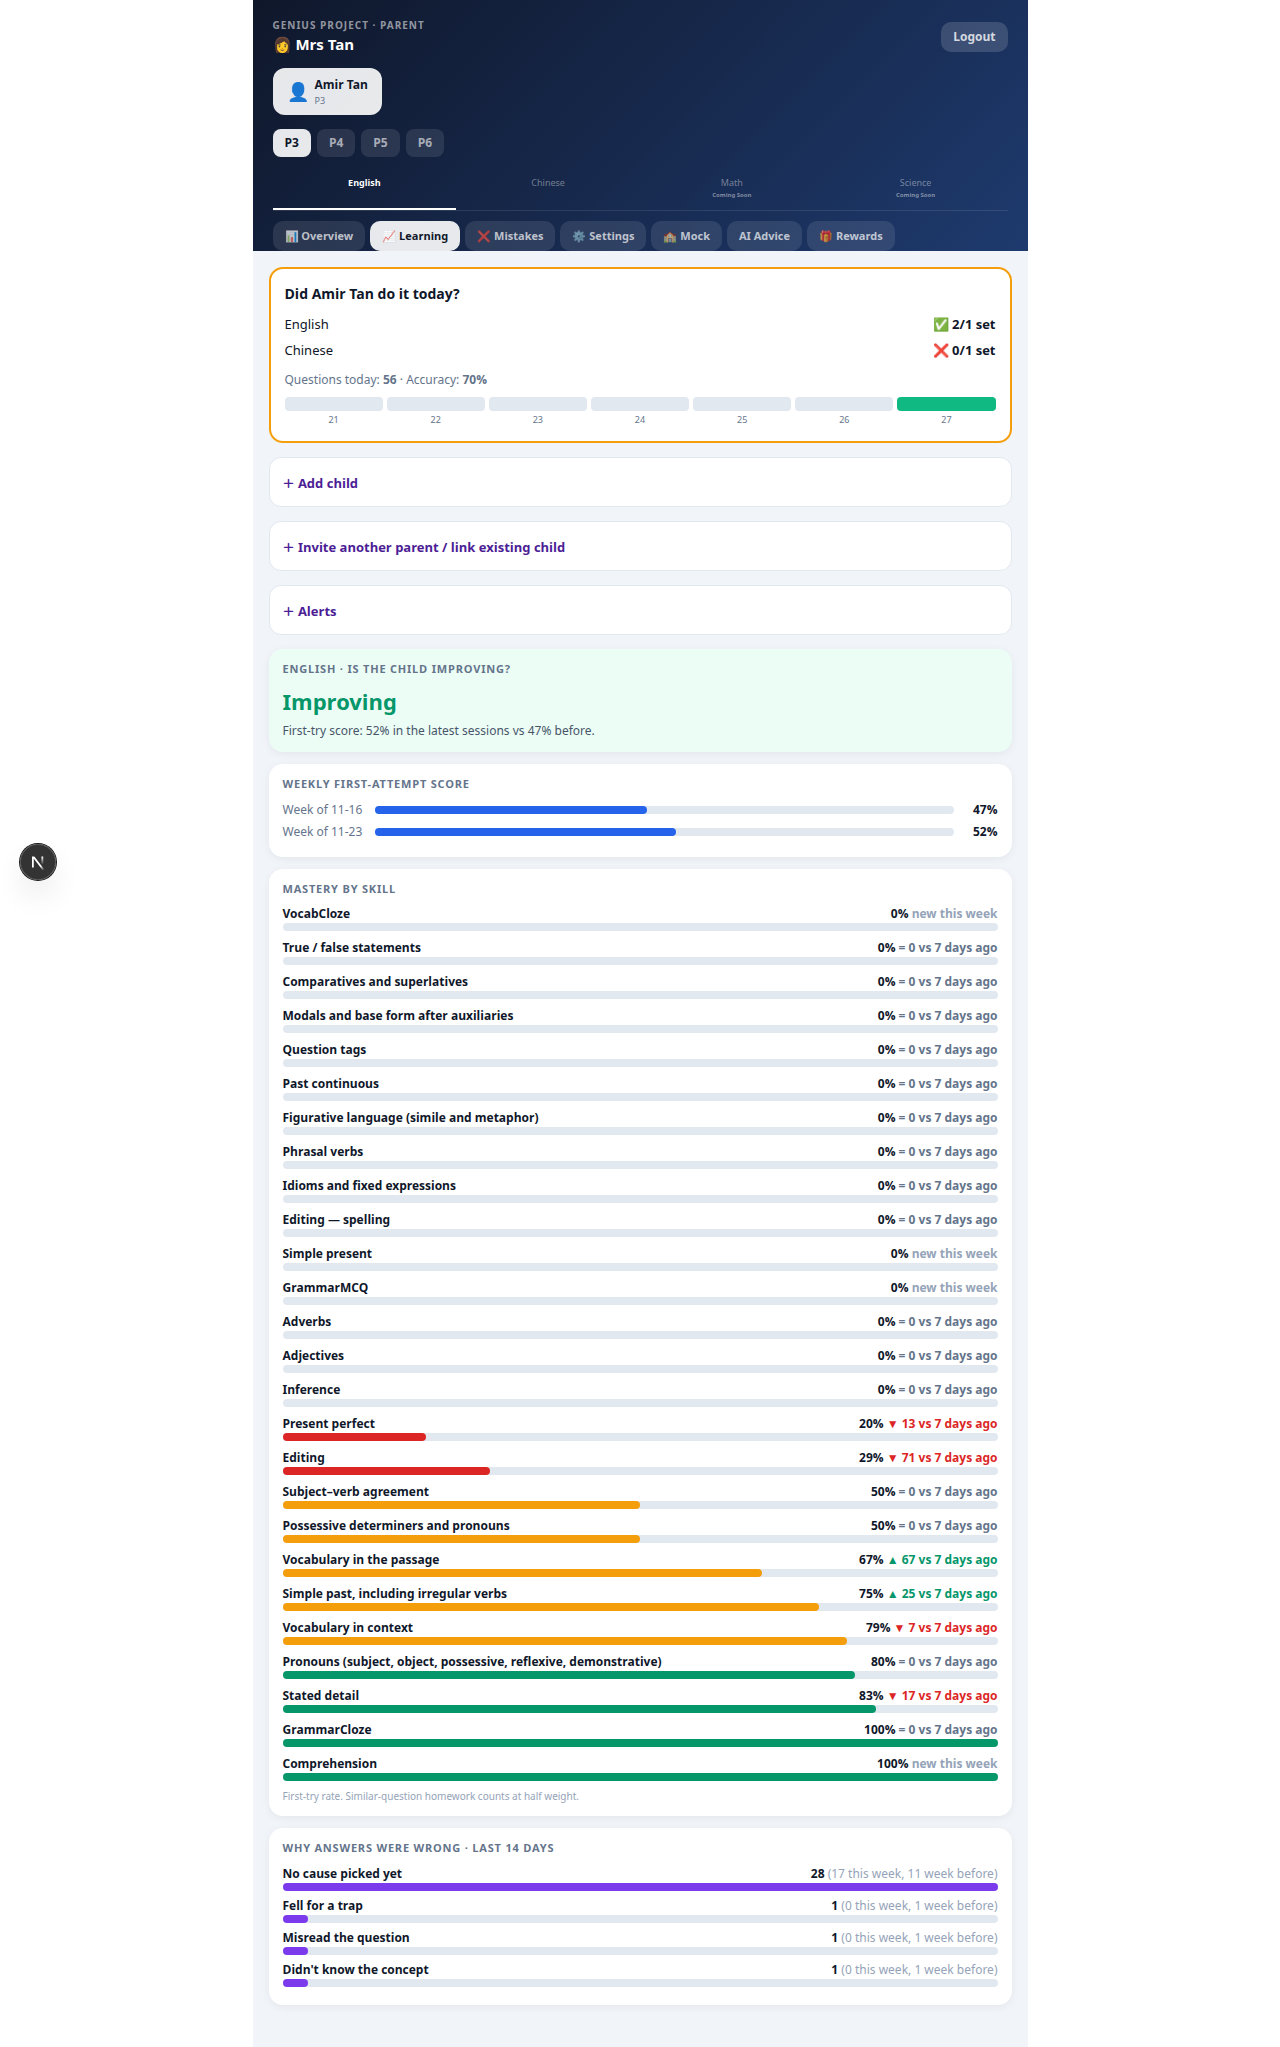 GENIUS PROJECT · PARENT
👩 Mrs Tan
Logout
Amir Tan
P3
P3 P4 P5 P6
English Chinese Math Science
Coming Soon Coming Soon
📊 Overview 📈 Learning ❌ Mistakes ⚙️ Settings 🏫 Mock AI Advice 🎁 Rewards
Did Amir Tan do it today?
English ✅ 2/1 set
Chinese ❌ 0/1 set
Questions today: 56 · Accuracy: 70%
21 22 23 24 25 26 27
+ Add child
+ Invite another parent / link existing child
+ Alerts
ENGLISH · IS THE CHILD IMPROVING?
Improving
First-try score: 52% in the latest sessions vs 47% before.
WEEKLY FIRST-ATTEMPT SCORE
Week of 11-16 47%
Week of 11-23 52%
MASTERY BY SKILL
VocabCloze 0% new this week
True / false statements 0% = 0 vs 7 days ago
Comparatives and superlatives 0% = 0 vs 7 days ago
Modals and base form after auxiliaries 0% = 0 vs 7 days ago
Question tags 0% = 0 vs 7 days ago
Past continuous 0% = 0 vs 7 days ago
Figurative language (simile and metaphor) 0% = 0 vs 7 days ago
Phrasal verbs 0% = 0 vs 7 days ago
Idioms and fixed expressions 0% = 0 vs 7 days ago
Editing — spelling 0% = 0 vs 7 days ago
Simple present 0% new this week
GrammarMCQ 0% new this week
Adverbs 0% = 0 vs 7 days ago
Adjectives 0% = 0 vs 7 days ago
Inference 0% = 0 vs 7 days ago
Present perfect 20% ▼ 13 vs 7 days ago
Editing 29% ▼ 71 vs 7 days ago
Subject–verb agreement 50% = 0 vs 7 days ago
Possessive determiners and pronouns 50% = 0 vs 7 days ago
Vocabulary in the passage 67% ▲ 67 vs 7 days ago
Simple past, including irregular verbs 75% ▲ 25 vs 7 days ago
Vocabulary in context 79% ▼ 7 vs 7 days ago
Pronouns (subject, object, possessive, reflexive, demonstrative) 80% = 0 vs 7 days ago
Stated detail 83% ▼ 17 vs 7 days ago
GrammarCloze 100% = 0 vs 7 days ago
Comprehension 100% new this week
First-try rate. Similar-question homework counts at half weight.
WHY ANSWERS WERE WRONG · LAST 14 DAYS
No cause picked yet 28 (17 this week, 11 week before)
Fell for a trap 1 (0 this week, 1 week before)
Misread the question 1 (0 this week, 1 week before)
Didn't know the concept 1 (0 this week, 1 week before)
N